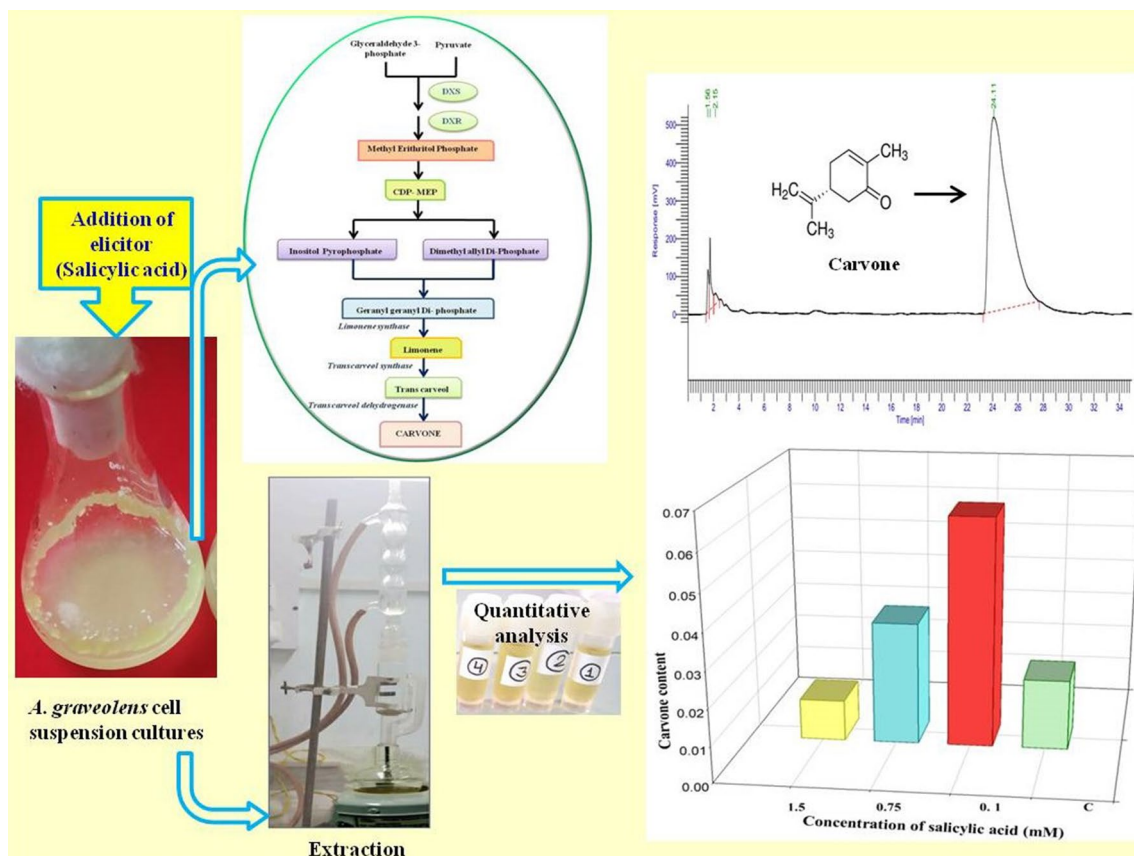 Addition of
elicitor
(Salicylic acid)
A. graveolens cell
suspension cultures
Glyceraldehyde 3-
phosphate
Pyruvate
DXS
DXR
Methyl Erithritol Phosphate
CDP- MEP
Inositol Pyrophosphate
Dimethyl allyl Di-Phosphate
Geranyl geranyl Di- phosphate
Limonene synthase
Limonene
Transcarveol synthase
Trans carveol
Transcarveol dehydrogenase
CARVONE
Extraction
Quantitative
analysis
4 3 2 1
1.56
2.15
24.11
Response [mV]
500
400
300
200
100
0
CH3
H2C
CH3
O
Carvone
2 4 6 8 10 12 14 16 18 20 22 24 26 28 30 32 34
Time [min]
Carvone content
0.07
0.06
0.05
0.04
0.03
0.02
0.01
0.00
1.5 0.75 0. 1 C
Concentration of salicylic acid (mM)